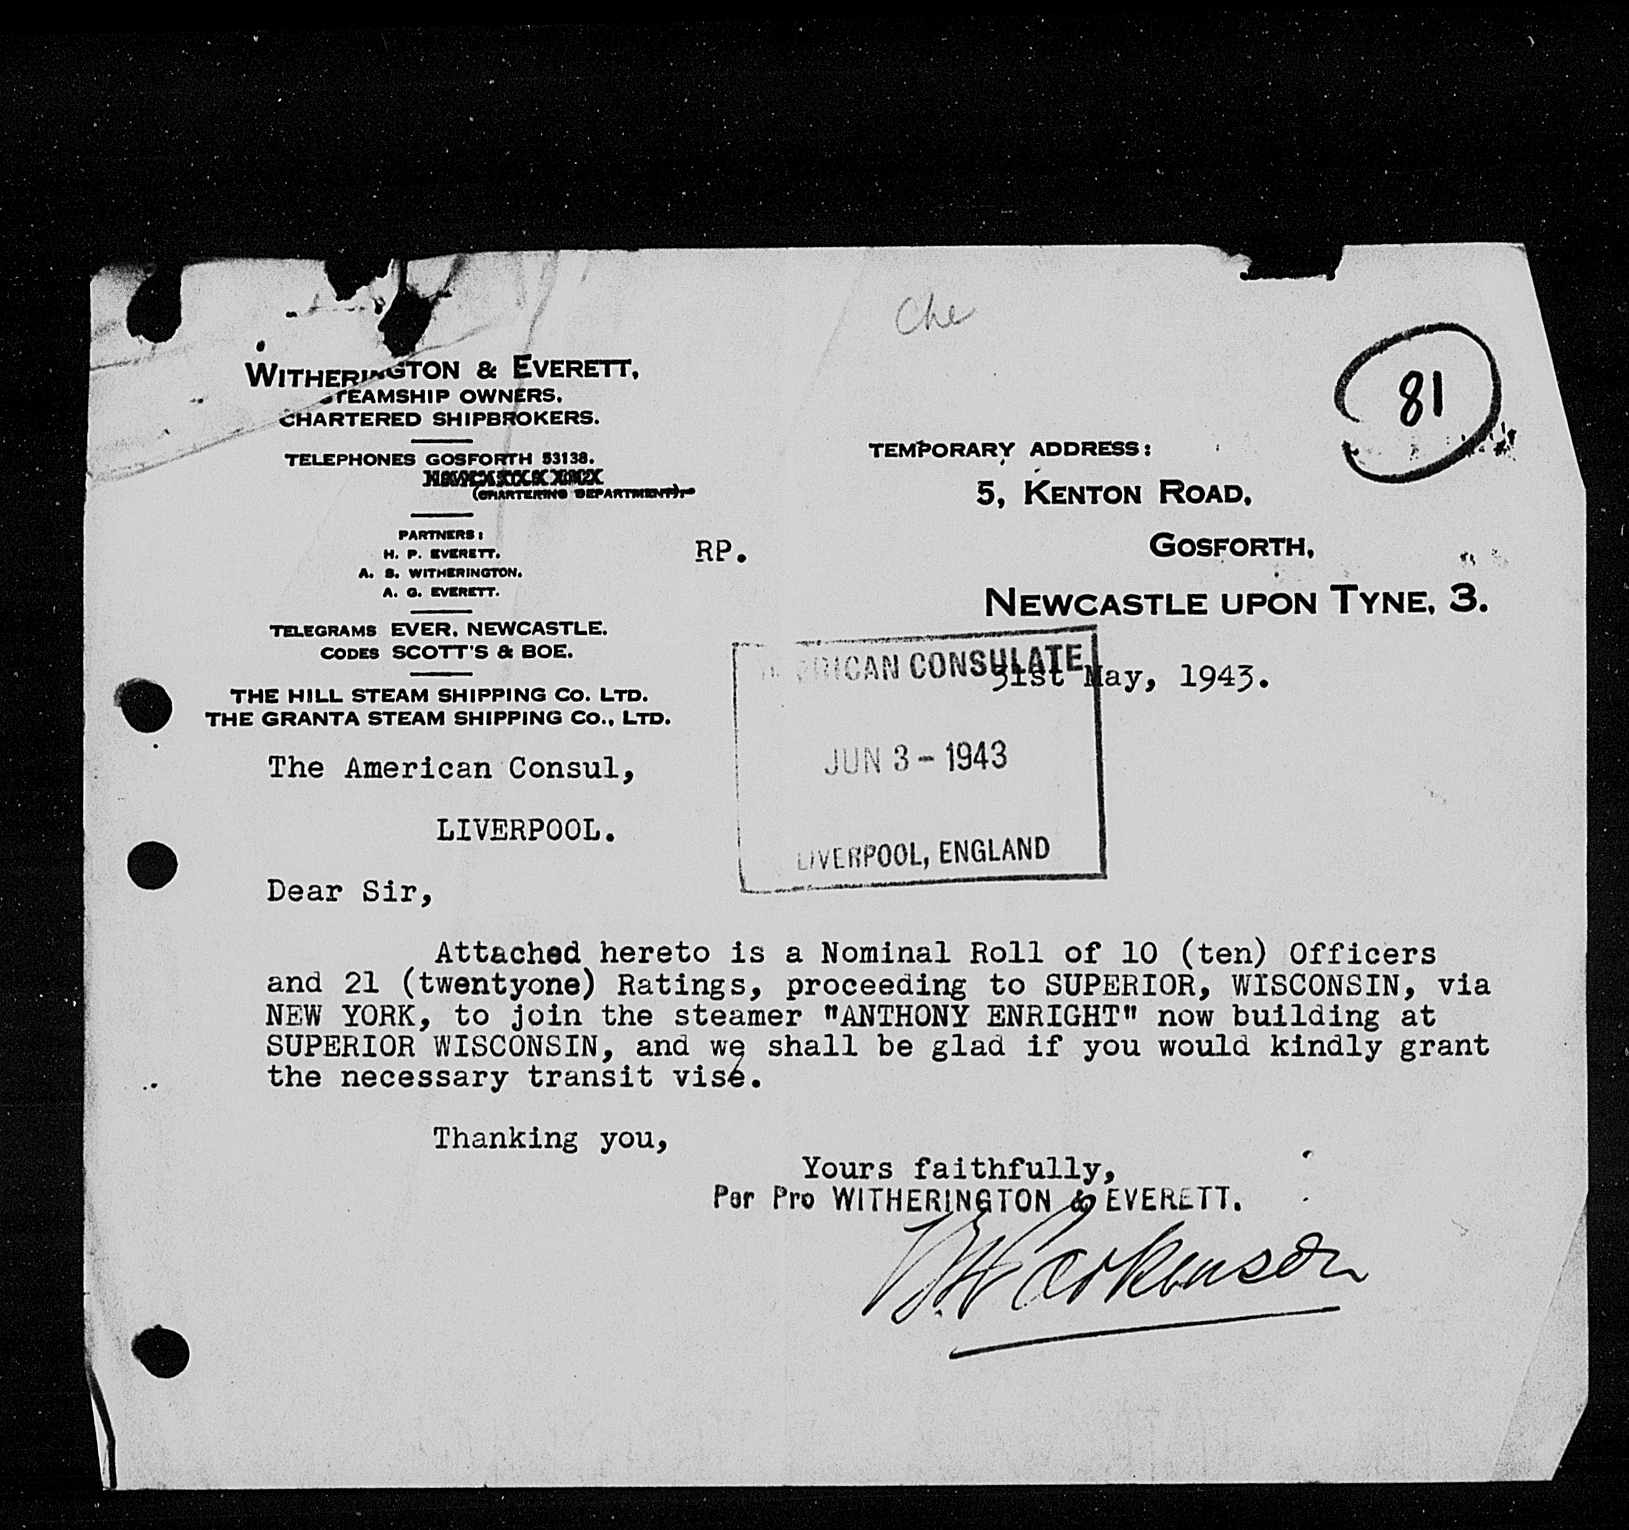 Che
81
WITHERINGTON & EVERETT,
STEAMSHIP OWNERS.
CHARTERED SHIPBROKERS.
TELEPHONES GOSFORTH 53138.
(CHARTERING DEPARTMENT).
PARTNERS:
H. P. EVERETT.
A. S. WITHERINGTON.
A. G. EVERETT.
TELEGRAMS EVER, NEWCASTLE.
CODES SCOTT'S & BOE.
THE HILL STEAM SHIPPING CO. LTD.
THE GRANTA STEAM SHIPPING CO., LTD.
RP.
TEMPORARY ADDRESS:
5, KENTON ROAD,
GOSFORTH,
NEWCASTLE UPON TYNE, 3.
31st May, 1943.
AMERICAN CONSULATE
JUN 3 - 1943
LIVERPOOL, ENGLAND
The American Consul,
LIVERPOOL.
Dear Sir,
Attached hereto is a Nominal Roll of 10 (ten) Officers
and 21 (twentyone) Ratings, proceeding to SUPERIOR, WISCONSIN, via
NEW YORK, to join the steamer "ANTHONY ENRIGHT" now building at
SUPERIOR WISCONSIN, and we shall be glad if you would kindly grant
the necessary transit visé.
Thanking you,
Yours faithfully,
Per Pro WITHERINGTON & EVERETT.